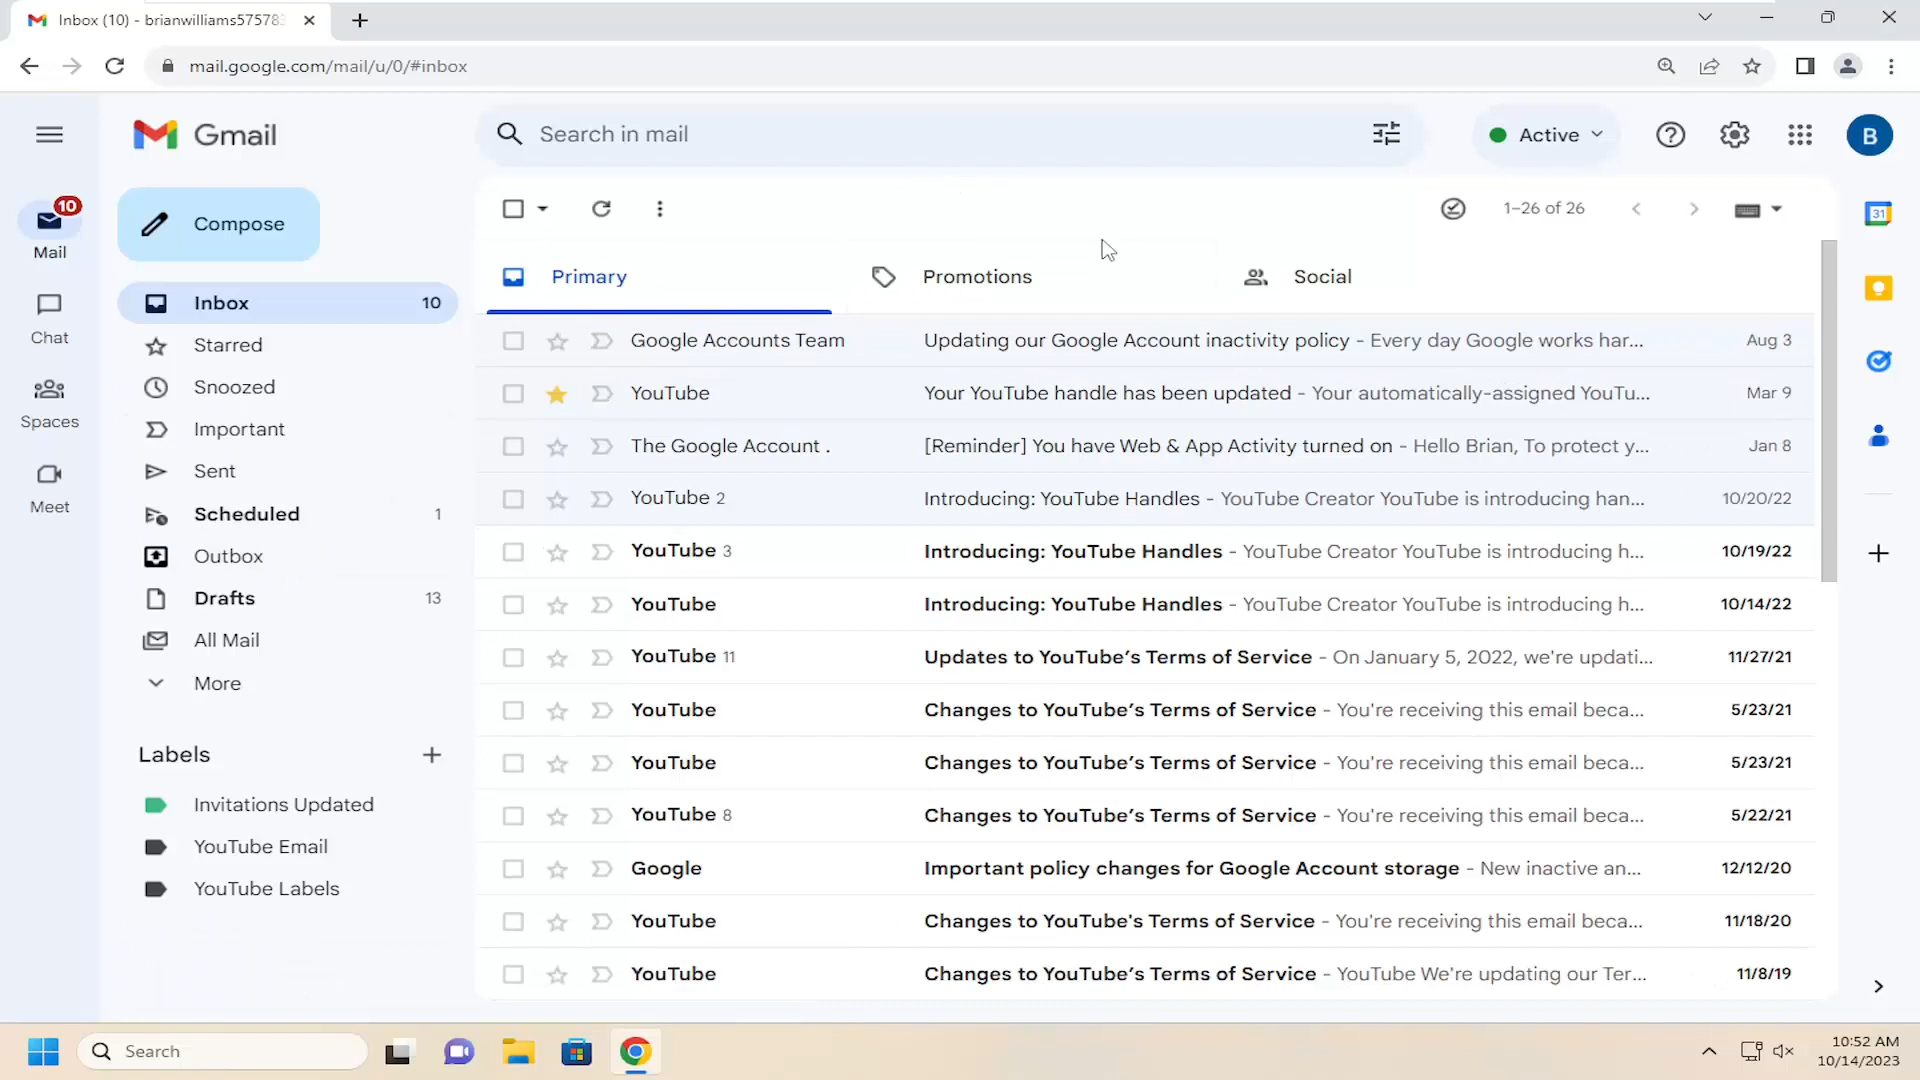 Inbox (10) - brianwilliams575783
mail.google.com/mail/u/0/#inbox
Gmail
Search in mail
Active
B
10
Mail
Compose
1–26 of 26
31
Primary
Promotions
Social
Inbox 10
Chat
Starred
Spaces
Snoozed
Important
Meet
Sent
Scheduled 1
Outbox
Drafts 13
All Mail
More
Labels
Invitations Updated
YouTube Email
YouTube Labels
Google Accounts Team Updating our Google Account inactivity policy - Every day Google works har... Aug 3
YouTube Your YouTube handle has been updated - Your automatically-assigned YouTu... Mar 9
The Google Account . [Reminder] You have Web & App Activity turned on - Hello Brian, To protect y... Jan 8
YouTube 2 Introducing: YouTube Handles - YouTube Creator YouTube is introducing han... 10/20/22
YouTube 3 Introducing: YouTube Handles - YouTube Creator YouTube is introducing h... 10/19/22
YouTube Introducing: YouTube Handles - YouTube Creator YouTube is introducing h... 10/14/22
YouTube 11 Updates to YouTube’s Terms of Service - On January 5, 2022, we're updati... 11/27/21
YouTube Changes to YouTube’s Terms of Service - You're receiving this email beca... 5/23/21
YouTube Changes to YouTube’s Terms of Service - You're receiving this email beca... 5/23/21
YouTube 8 Changes to YouTube’s Terms of Service - You're receiving this email beca... 5/22/21
Google Important policy changes for Google Account storage - New inactive an... 12/12/20
YouTube Changes to YouTube's Terms of Service - You're receiving this email beca... 11/18/20
YouTube Changes to YouTube’s Terms of Service - YouTube We're updating our Ter... 11/8/19
Search
10:52 AM
10/14/2023